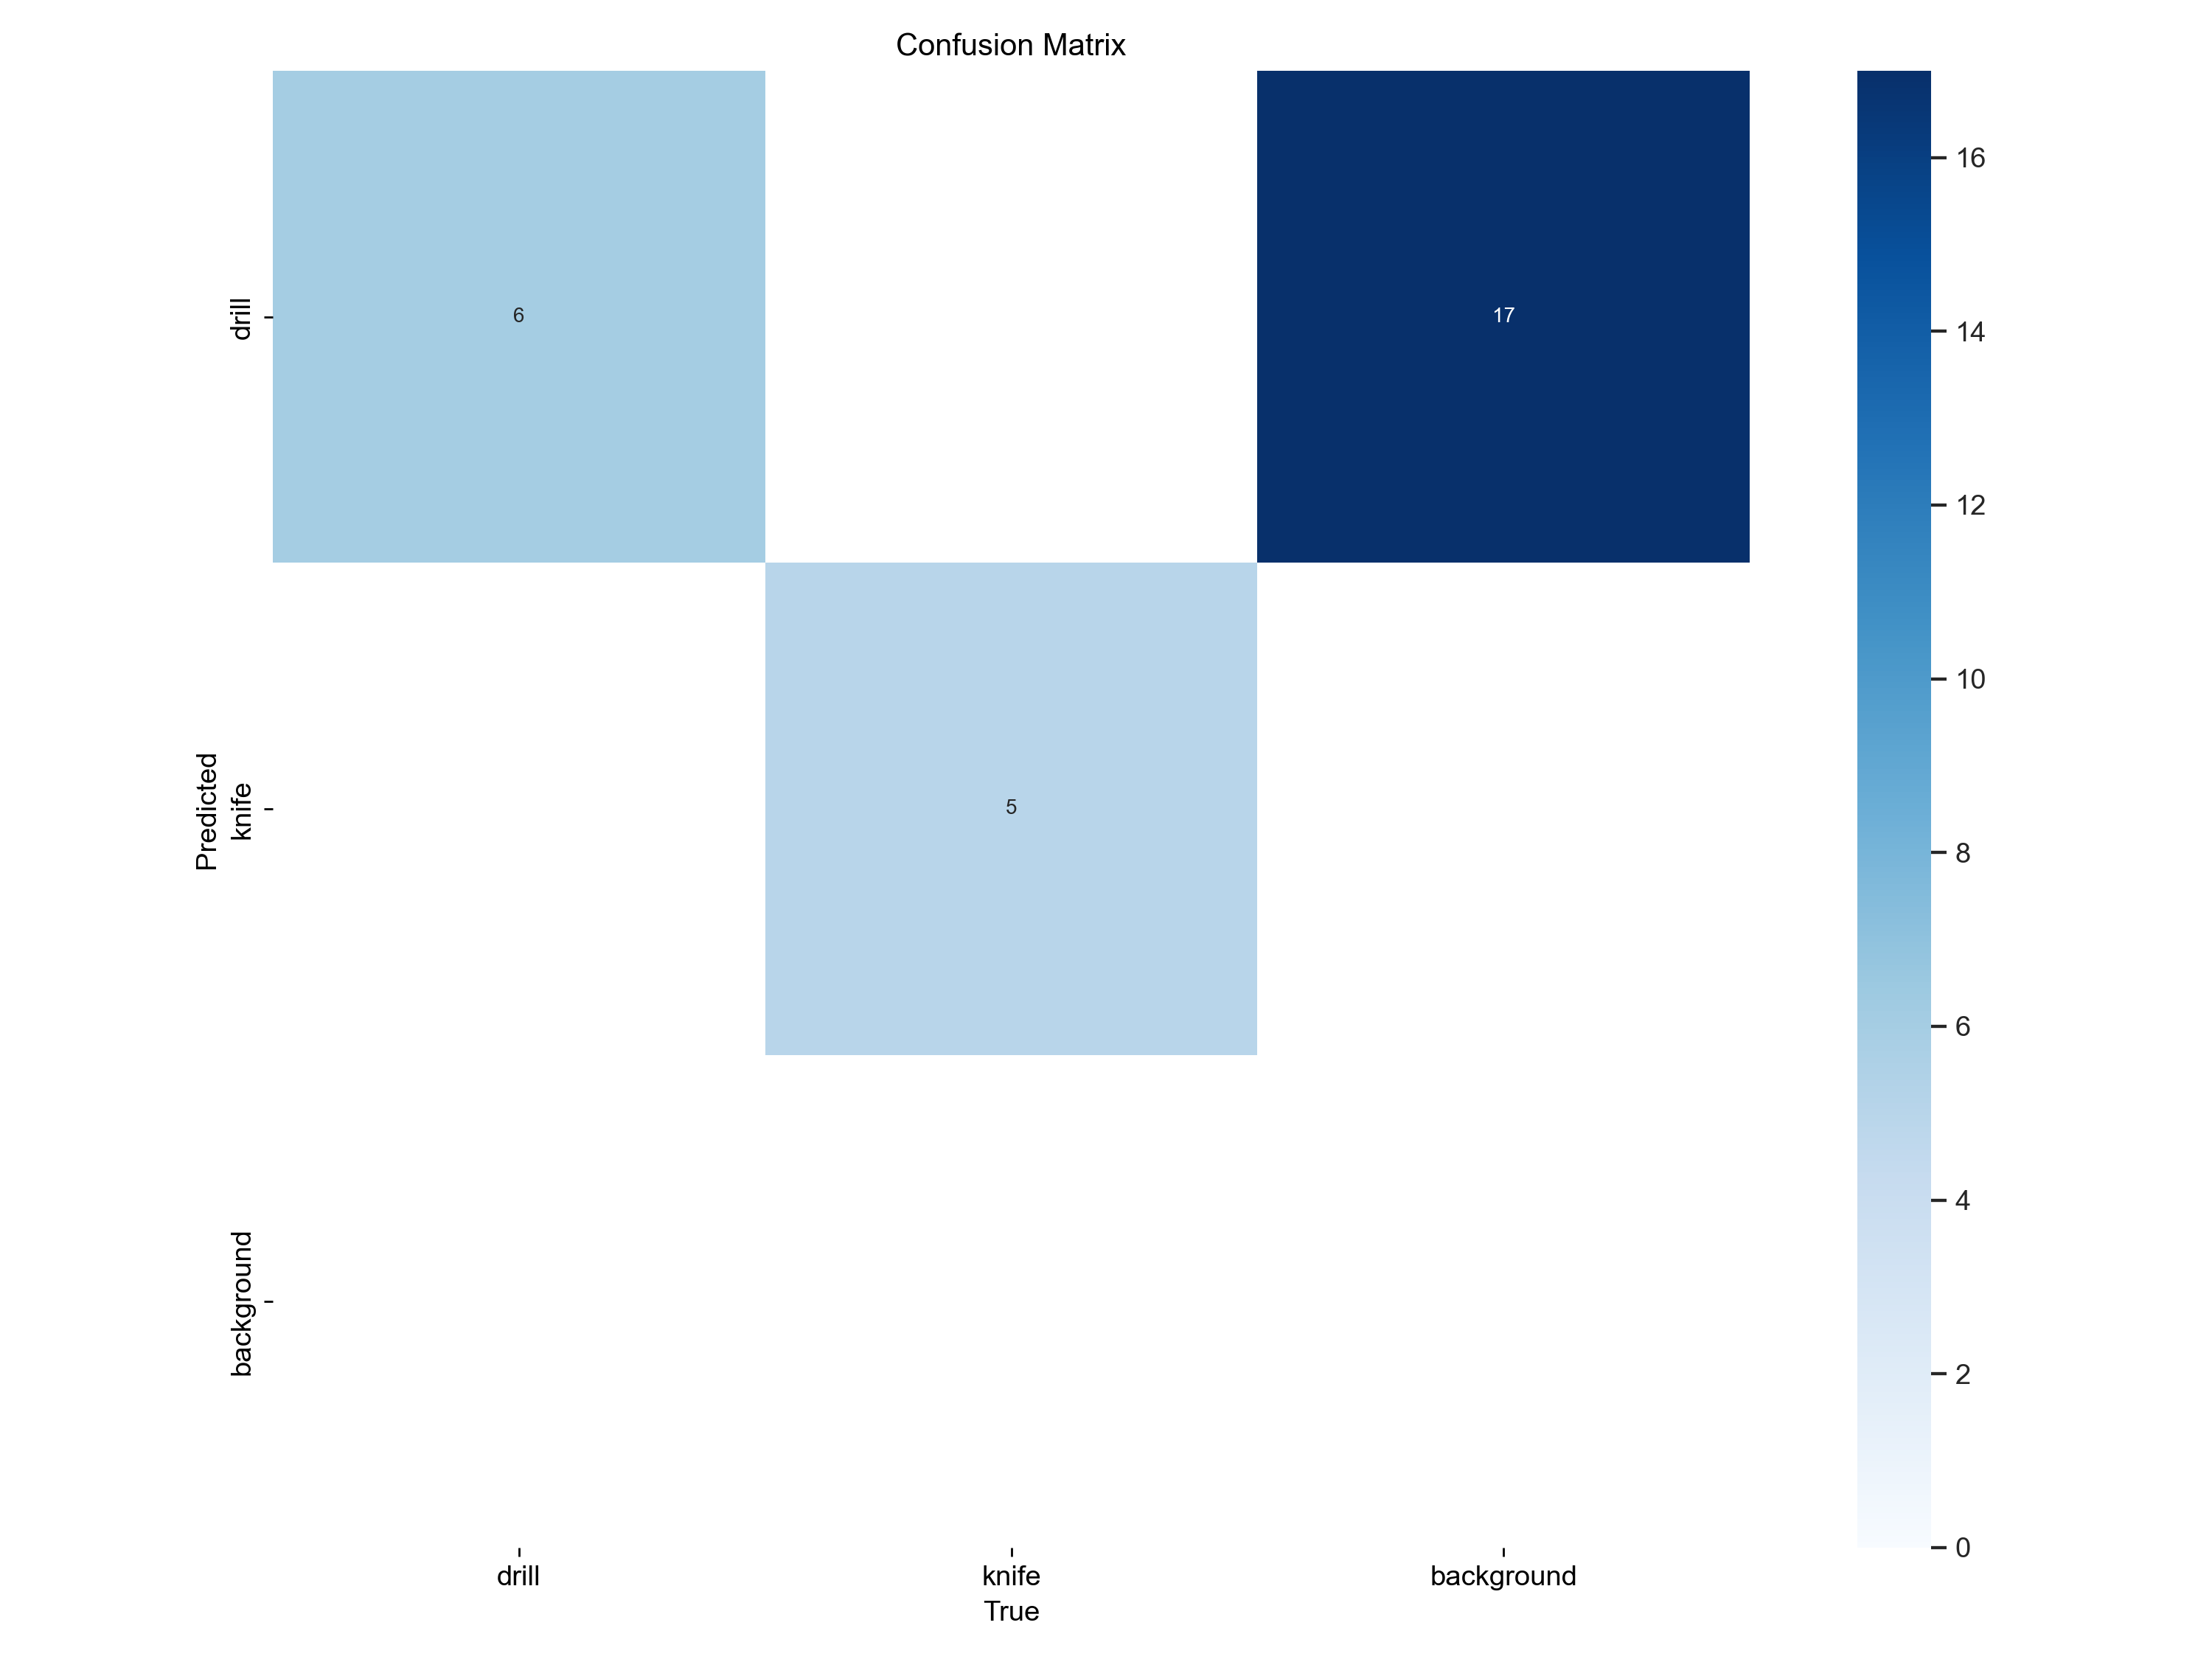 Confusion Matrix
drill
knife
background
Predicted
6
17
5
drill
knife
background
True
16
14
12
10
8
6
4
2
0